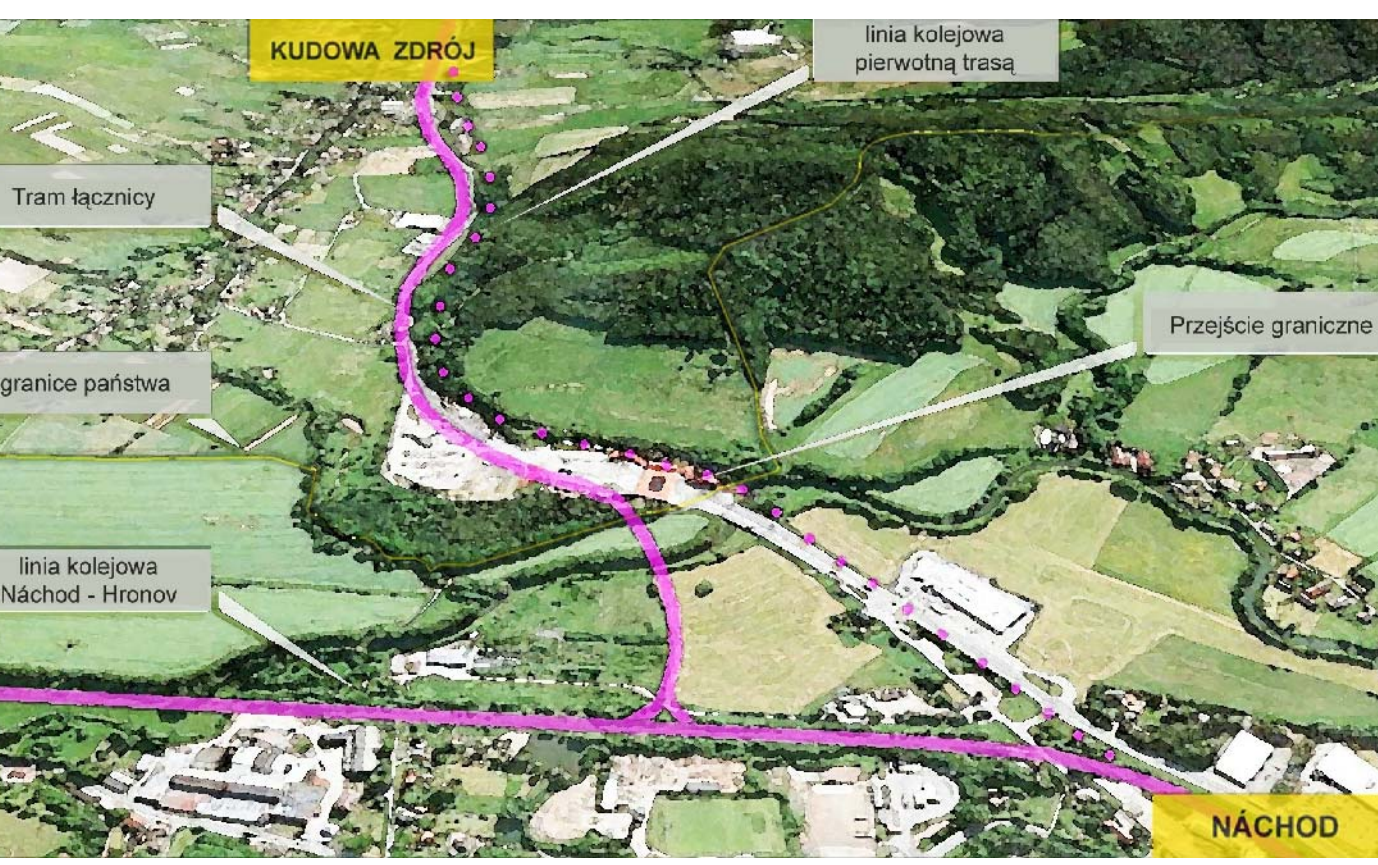 KUDOWA ZDRÓJ
linia kolejowa
pierwotną trasą
Tram łącznicy
Przejście graniczne
granice państwa
linia kolejowa
Náchod - Hronov
NÁCHOD